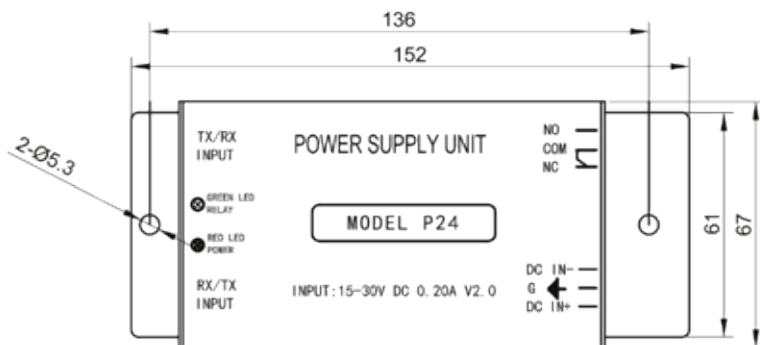 136
152
2-Ø5.3
TX/RX
INPUT
POWER SUPPLY UNIT
NO
COM
NC
GREEN LED
RELAY
MODEL P24
RED LED
POWER
61
67
RX/TX
INPUT
INPUT:15-30V DC 0.20A V2.0
DC IN-
G
DC IN+